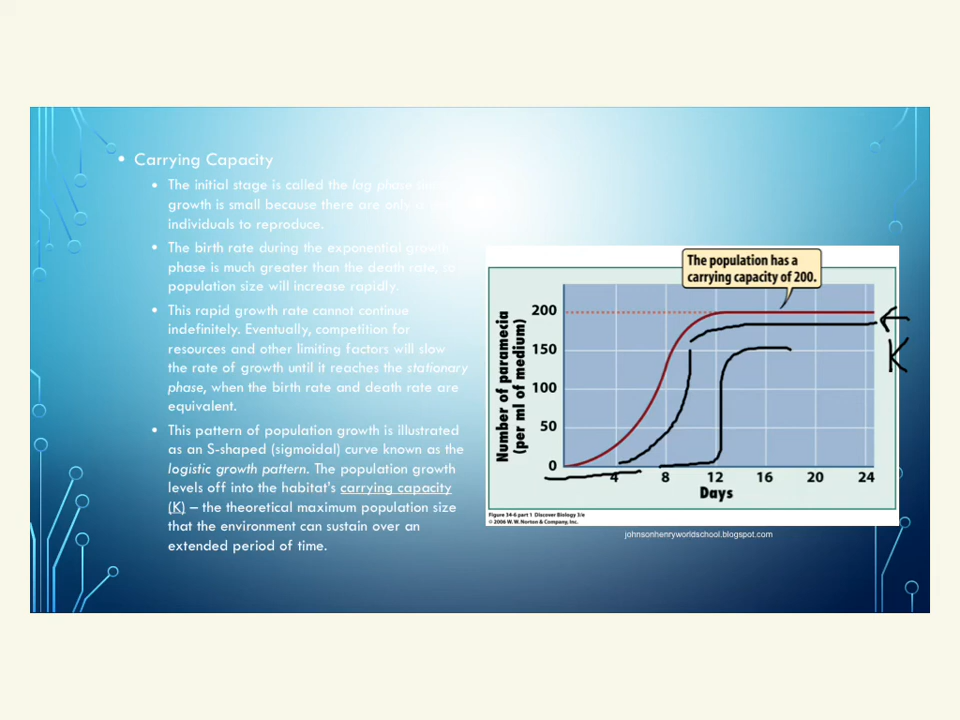 • Carrying Capacity
• The initial stage is called the lag phase
growth is small because there are only
individuals to reproduce.
• The birth rate during the exponential growth
phase is much greater than the death rate, so
population size will increase rapidly.
• This rapid growth rate cannot continue
indefinitely. Eventually, competition for
resources and other limiting factors will slow
the rate of growth until it reaches the stationary
phase, when the birth rate and death rate are
equivalent.
• This pattern of population growth is illustrated
as an S-shaped (sigmoidal) curve known as the
logistic growth pattern. The population growth
levels off into the habitat's carrying capacity
(K) – the theoretical maximum population size
that the environment can sustain over an
extended period of time.
The population has a
carrying capacity of 200.
Number of paramecia
(per ml of medium)
200
150
100
50
0
4 8 12 16 20 24
Days
K
Figure 34-6 part 1 Discover Biology 3/e
© 2006 W. W. Norton & Company, Inc.
johnsonhenryworldschool.blogspot.com